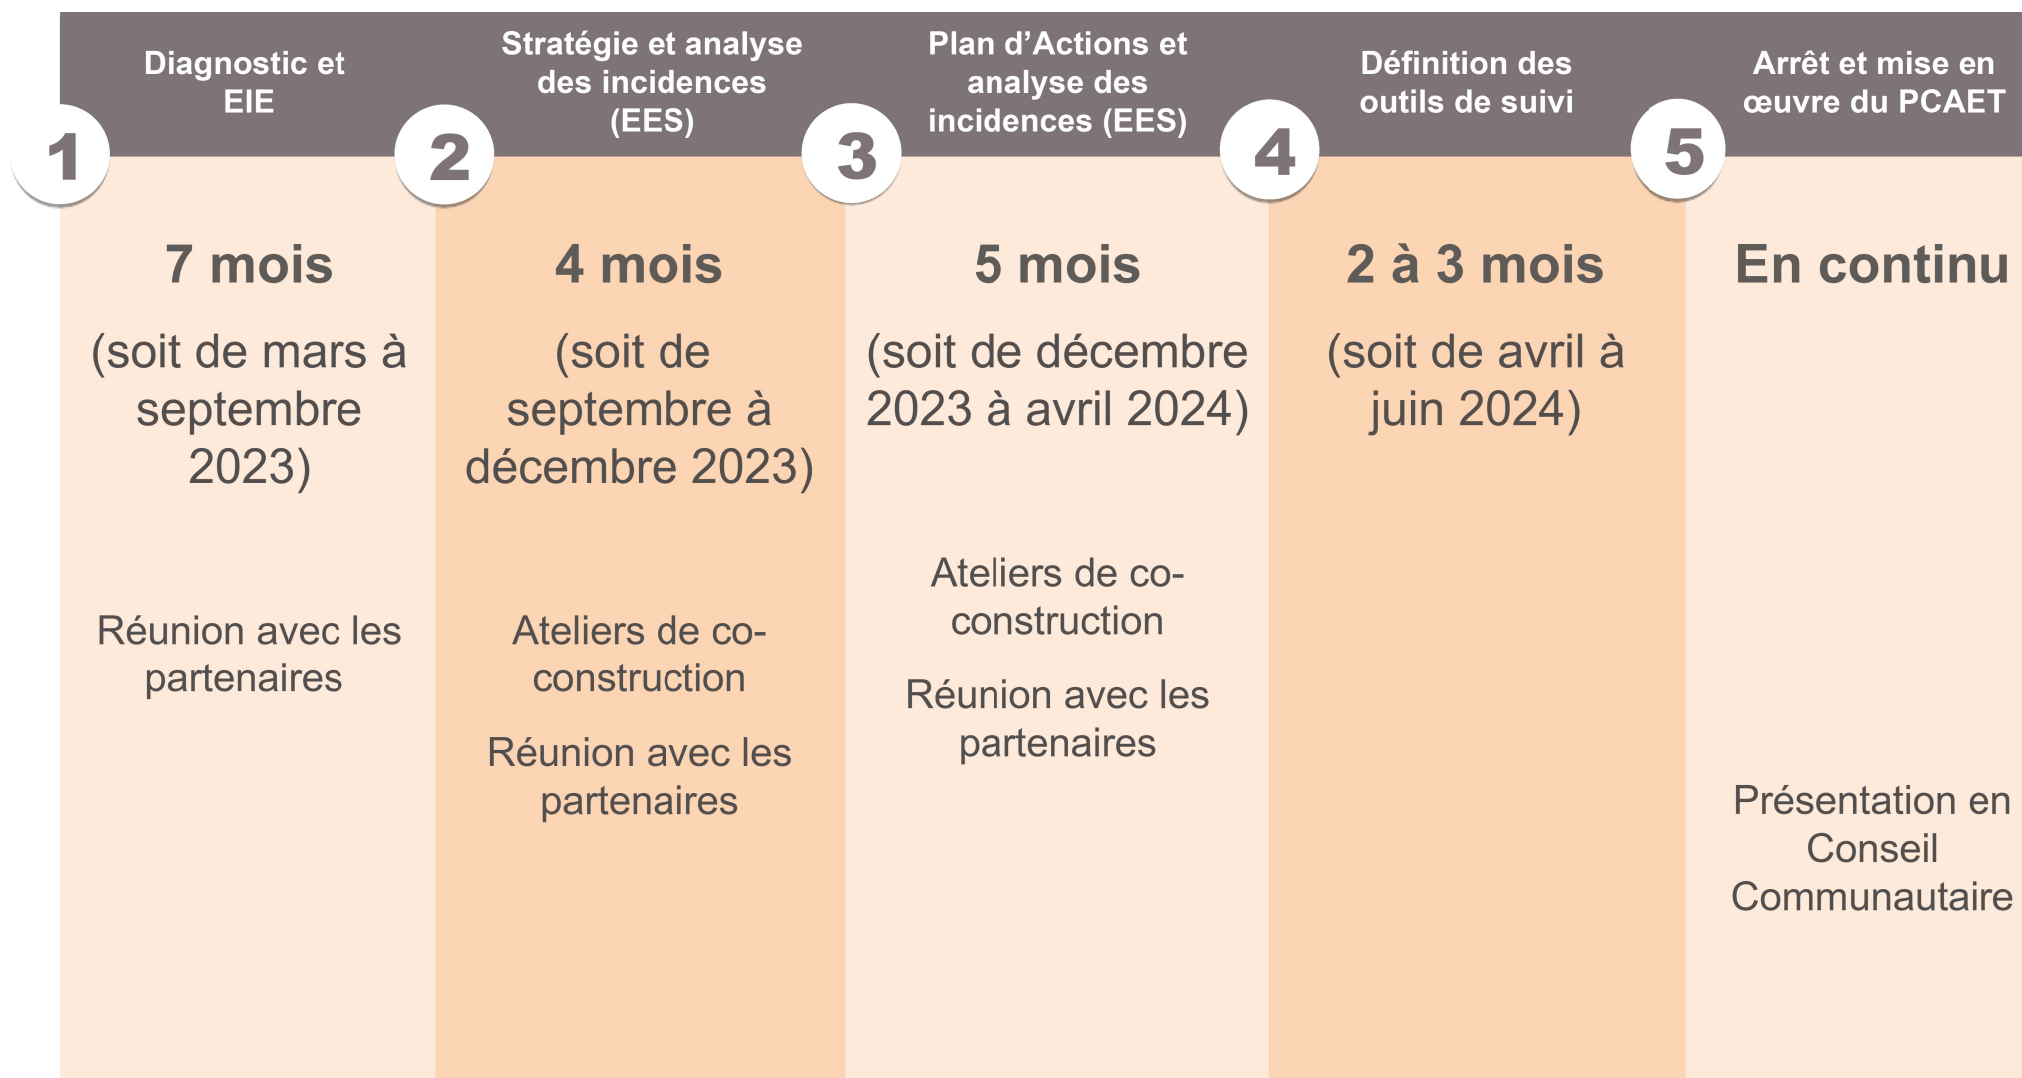 Diagnostic et
EIE
1
7 mois
(soit de mars à
septembre
2023)
Réunion avec les
partenaires
Stratégie et analyse
des incidences
(EES)
2
4 mois
(soit de
septembre à
décembre 2023)
Ateliers de co-
construction
Réunion avec les
partenaires
Plan d’Actions et
analyse des
incidences (EES)
3
5 mois
(soit de décembre
2023 à avril 2024)
Ateliers de co-
construction
Réunion avec les
partenaires
Définition des
outils de suivi
4
2 à 3 mois
(soit de avril à
juin 2024)
Arrêt et mise en
œuvre du PCAET
5
En continu
Présentation en
Conseil
Communautaire